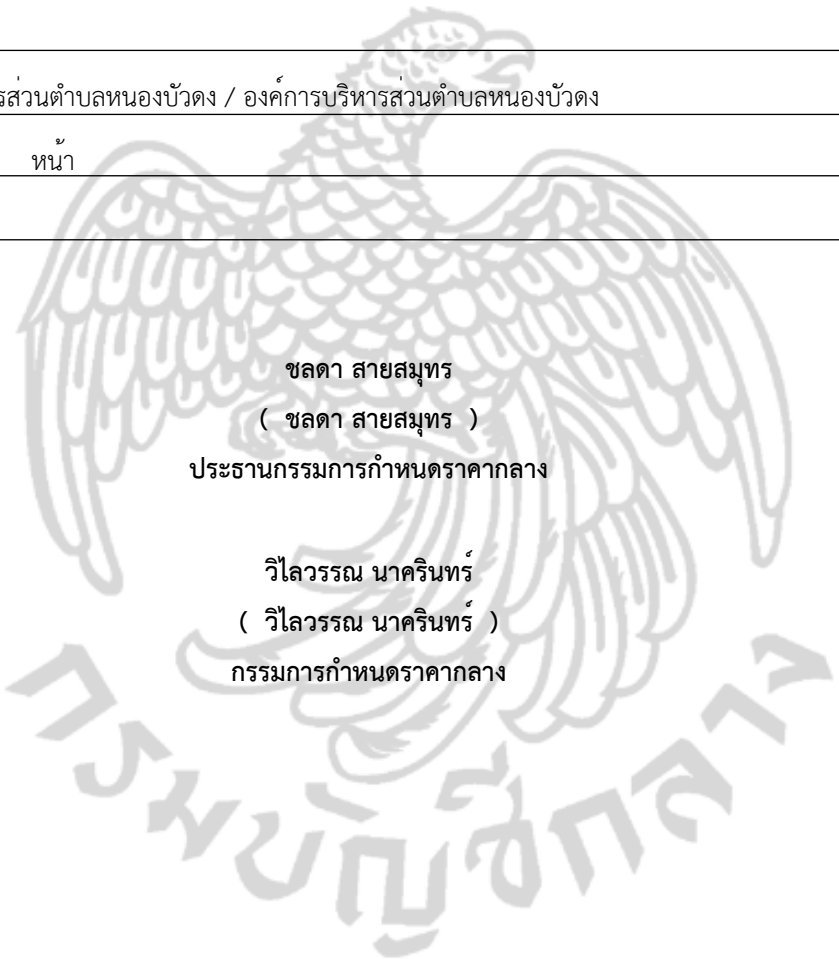 รส่วนตำบลหนองบัวดง / องค์การบริหารส่วนตำบลหนองบัวดง
หน้า
ชลดา สายสมุทร
( ชลดา สายสมุทร )
ประธานกรรมการกำหนดราคากลาง
วิไลวรรณ นาครินทร์
( วิไลวรรณ นาครินทร์ )
กรรมการกำหนดราคากลาง
กรมบัญชีกลาง